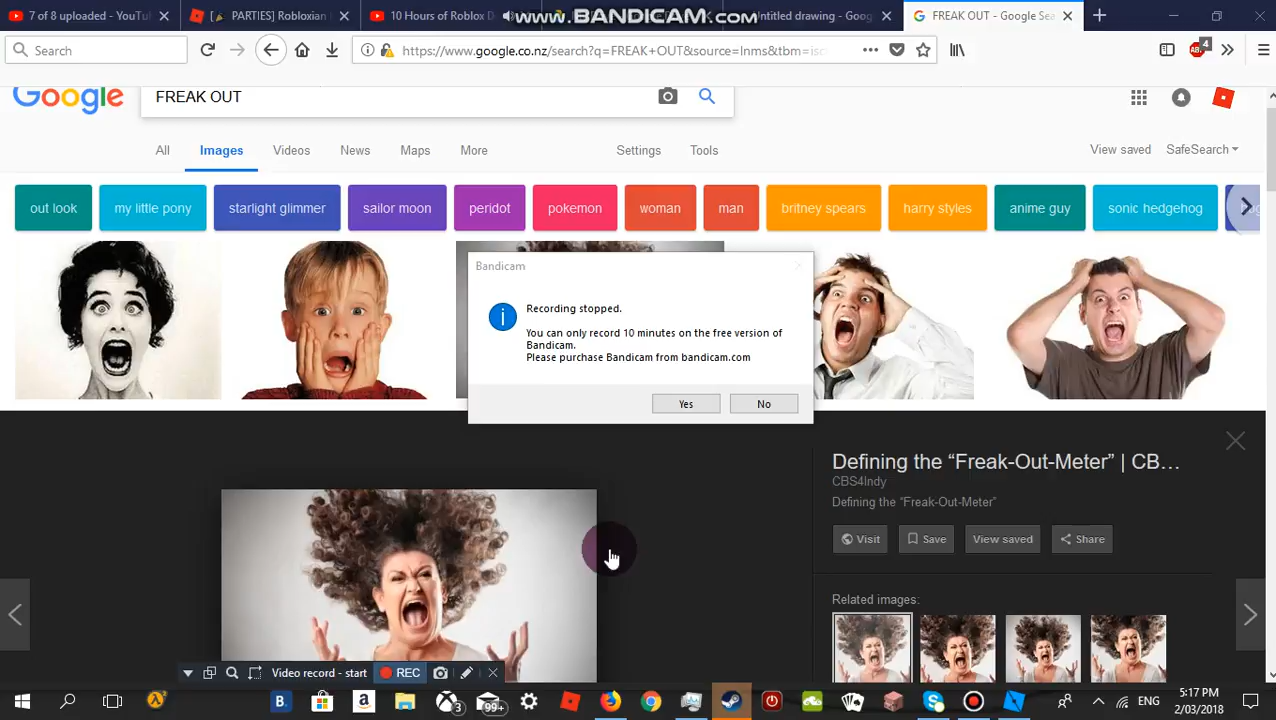 7 of 8 uploaded - YouTu
PARTIES] Robloxian
10 Hours of Roblox D
www.BANDICAM.com
Untitled drawing - Goog
FREAK OUT - Google Sea
Search
https://www.google.co.nz/search?q=FREAK+OUT&source=lnms&tbm=isc
4
Google
FREAK OUT
All
Images
Videos
News
Maps
More
Settings
Tools
View saved
SafeSearch
out look
my little pony
starlight glimmer
sailor moon
peridot
pokemon
woman
man
britney spears
harry styles
anime guy
sonic hedgehog
Bandicam
Recording stopped.
You can only record 10 minutes on the free version of
Bandicam.
Please purchase Bandicam from bandicam.com
Yes
No
Defining the “Freak-Out-Meter” | CB...
CBS4Indy
Defining the “Freak-Out-Meter”
Visit
Save
View saved
Share
Related images:
Video record - start
REC
3
99+
ENG
5:17 PM
2/03/2018